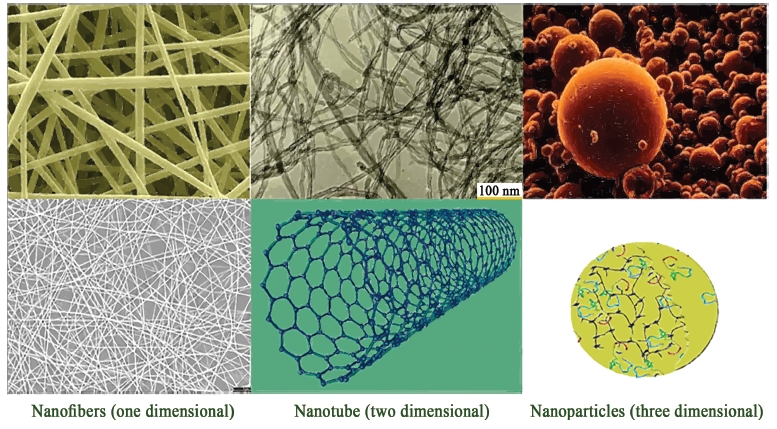 100 nm
Nanofibers (one dimensional)
Nanotube (two dimensional)
Nanoparticles (three dimensional)